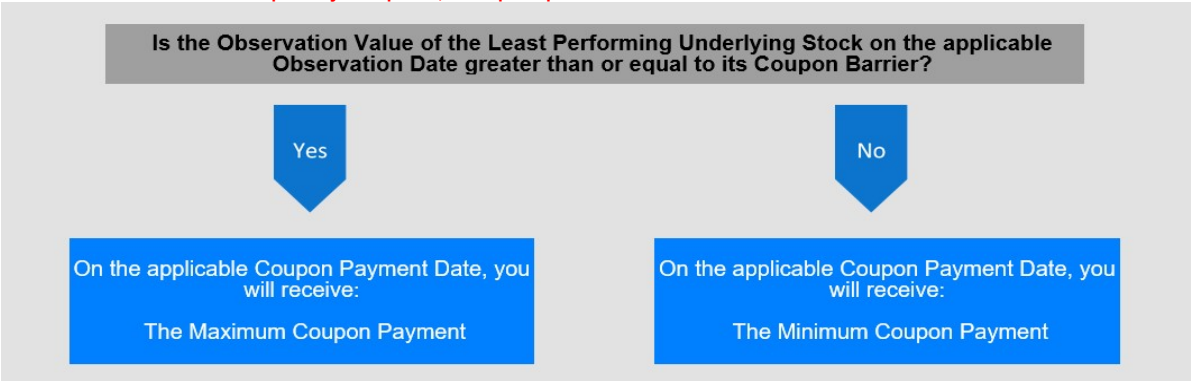 Is the Observation Value of the Least Performing Underlying Stock on the applicable
Observation Date greater than or equal to its Coupon Barrier?
Yes
No
On the applicable Coupon Payment Date, you
will receive:
The Maximum Coupon Payment
On the applicable Coupon Payment Date, you
will receive:
The Minimum Coupon Payment